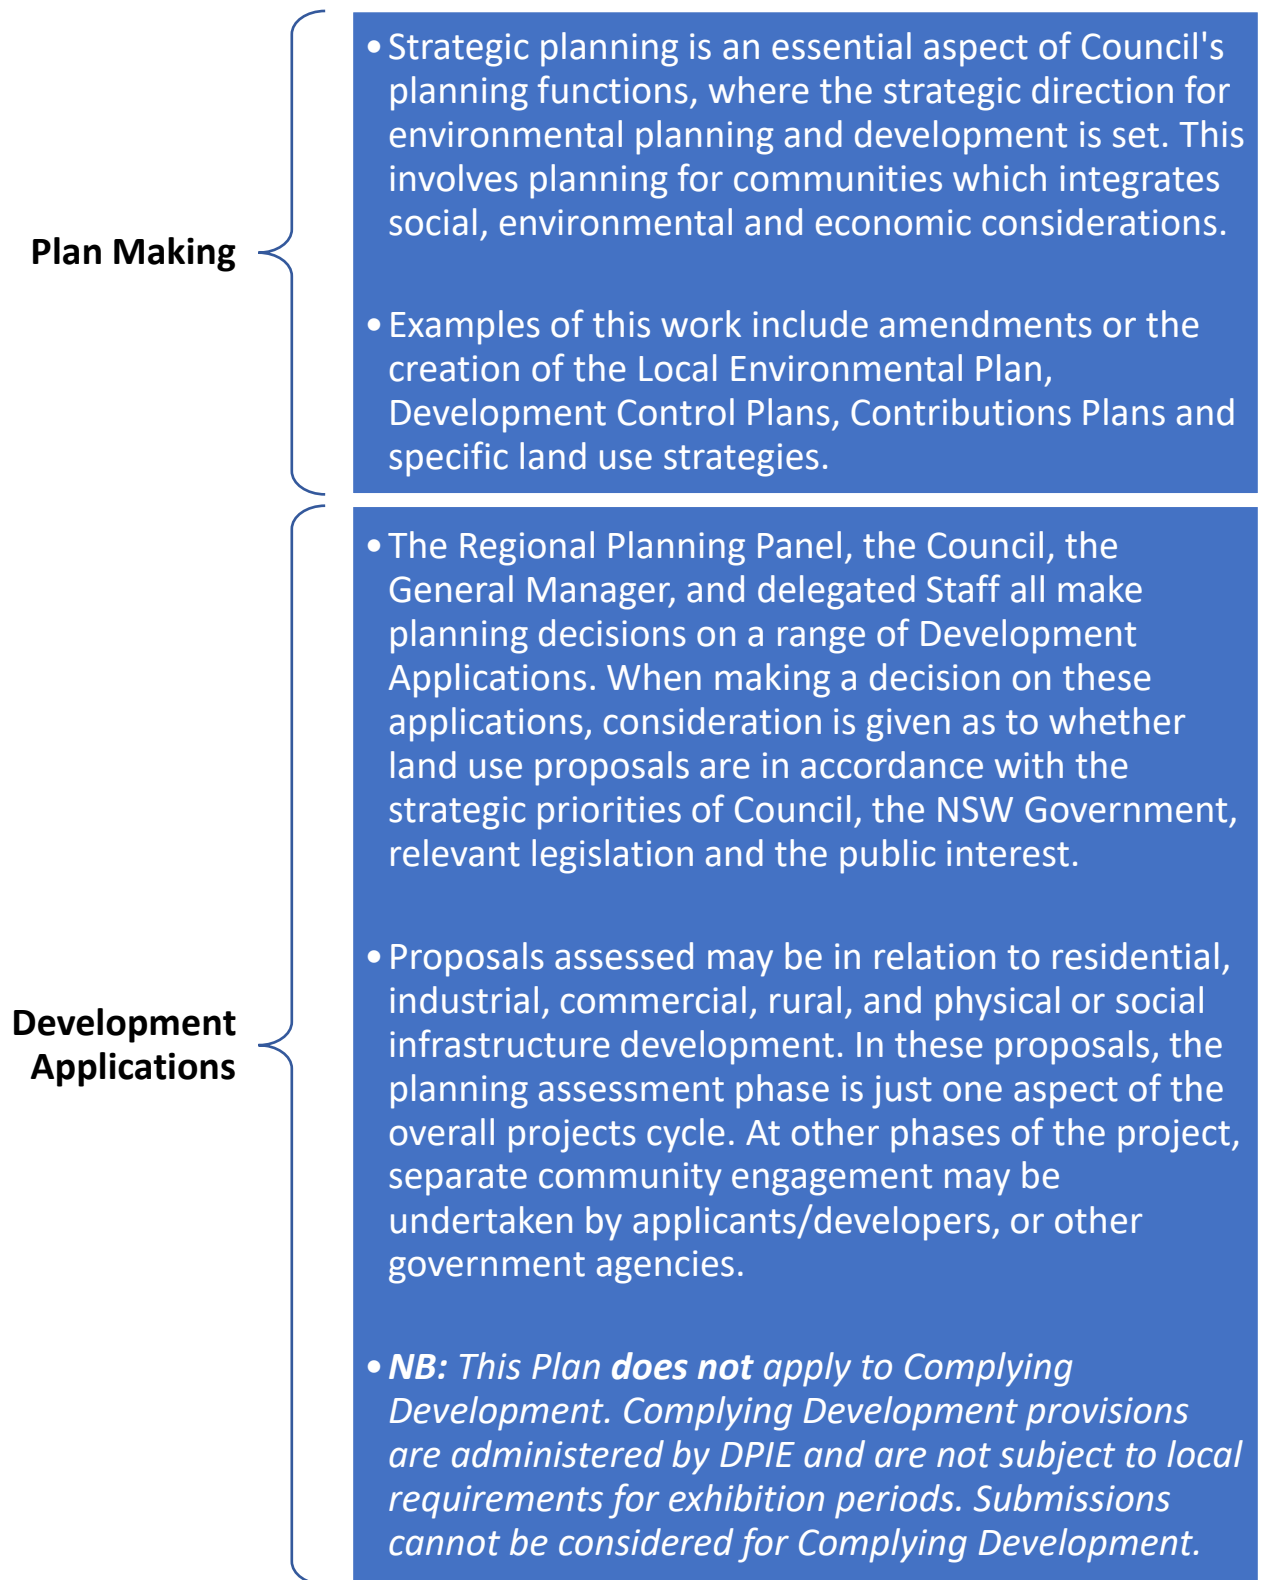 Plan Making
• Strategic planning is an essential aspect of Council's
planning functions, where the strategic direction for
environmental planning and development is set. This
involves planning for communities which integrates
social, environmental and economic considerations.
• Examples of this work include amendments or the
creation of the Local Environmental Plan,
Development Control Plans, Contributions Plans and
specific land use strategies.
Development
Applications
• The Regional Planning Panel, the Council, the
General Manager, and delegated Staff all make
planning decisions on a range of Development
Applications. When making a decision on these
applications, consideration is given as to whether
land use proposals are in accordance with the
strategic priorities of Council, the NSW Government,
relevant legislation and the public interest.
• Proposals assessed may be in relation to residential,
industrial, commercial, rural, and physical or social
infrastructure development. In these proposals, the
planning assessment phase is just one aspect of the
overall projects cycle. At other phases of the project,
separate community engagement may be
undertaken by applicants/developers, or other
government agencies.
• NB: This Plan does not apply to Complying
Development. Complying Development provisions
are administered by DPIE and are not subject to local
requirements for exhibition periods. Submissions
cannot be considered for Complying Development.